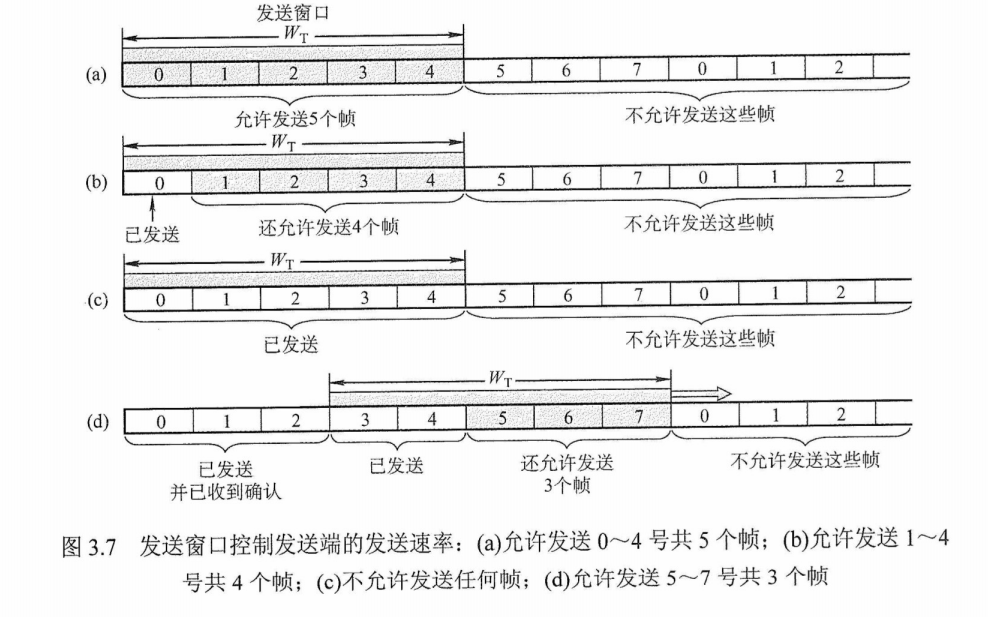 发送窗口
W_T
(a) 0 1 2 3 4 5 6 7 0 1 2
允许发送5个帧 不允许发送这些帧
W_T
(b) 0 1 2 3 4 5 6 7 0 1 2
已发送 还允许发送4个帧 不允许发送这些帧
W_T
(c) 0 1 2 3 4 5 6 7 0 1 2
已发送 不允许发送这些帧
W_T
(d) 0 1 2 3 4 5 6 7 0 1 2
已发送 已发送 还允许发送 不允许发送这些帧
并已收到确认 3个帧
图 3.7 发送窗口控制发送端的发送速率：(a)允许发送 0～4 号共 5 个帧；(b)允许发送 1～4
号共 4 个帧；(c)不允许发送任何帧；(d)允许发送 5～7 号共 3 个帧